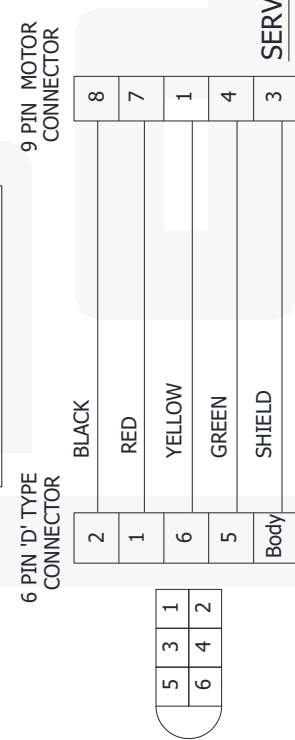 6 PIN 'D' TYPE
CONNECTOR
9 PIN MOTOR
CONNECTOR
2 BLACK 8
1 RED 7
6 YELLOW 1
5 GREEN 4
Body SHIELD 3
5 3 1
6 4 2
SERV